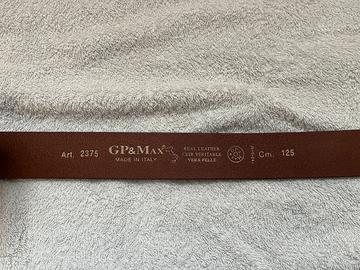 Art. 2375
GP&MAX
MADE IN ITALY
REAL LEATHER
CUIR VERITABLE
VERA PELLE
Cm. 125